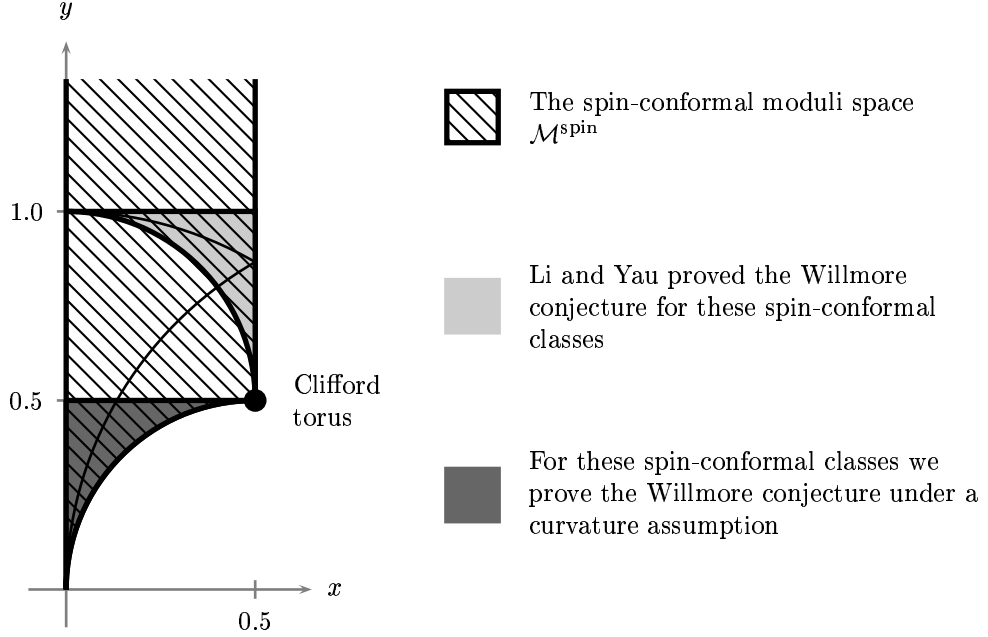 y
1.0
0.5
Clifford
torus
x
0.5
The spin-conformal moduli space
ℳ^spin
Li and Yau proved the Willmore
conjecture for these spin-conformal
classes
For these spin-conformal classes we
prove the Willmore conjecture under a
curvature assumption